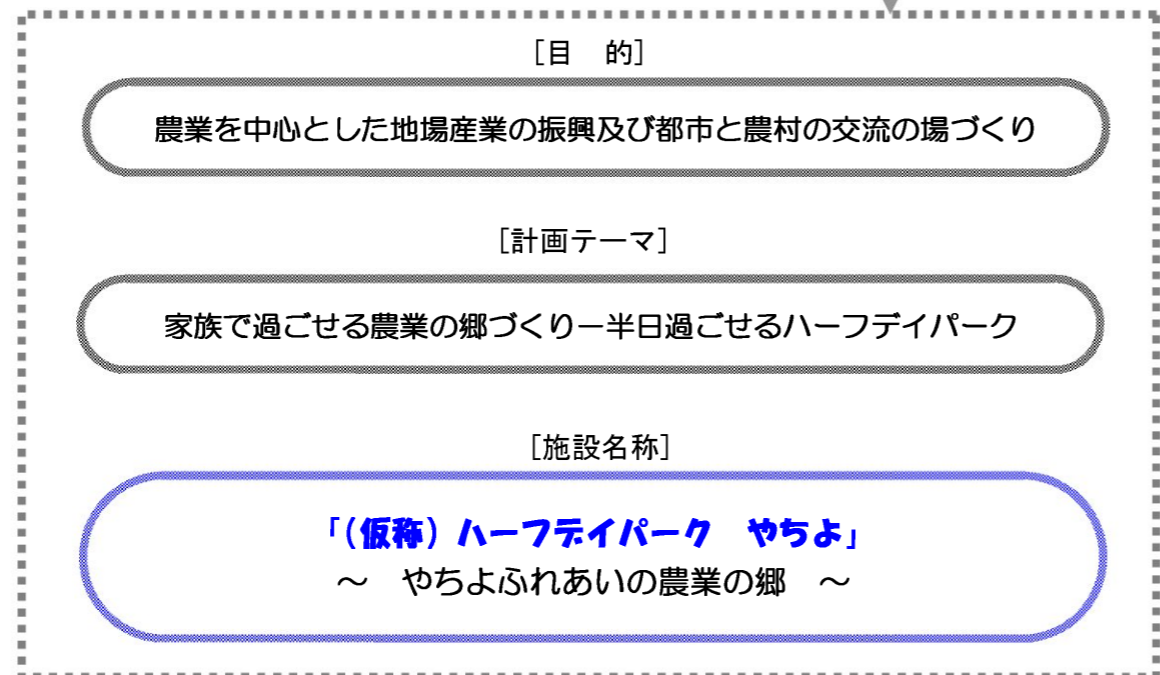 [目　的]
農業を中心とした地場産業の振興及び都市と農村の交流の場づくり
[計画テーマ]
家族で過ごせる農業の郷づくり－半日過ごせるハーフデイパーク
[施設名称]
「（仮称）ハーフデイパーク　やちよ」
～　やちよふれあいの農業の郷　～